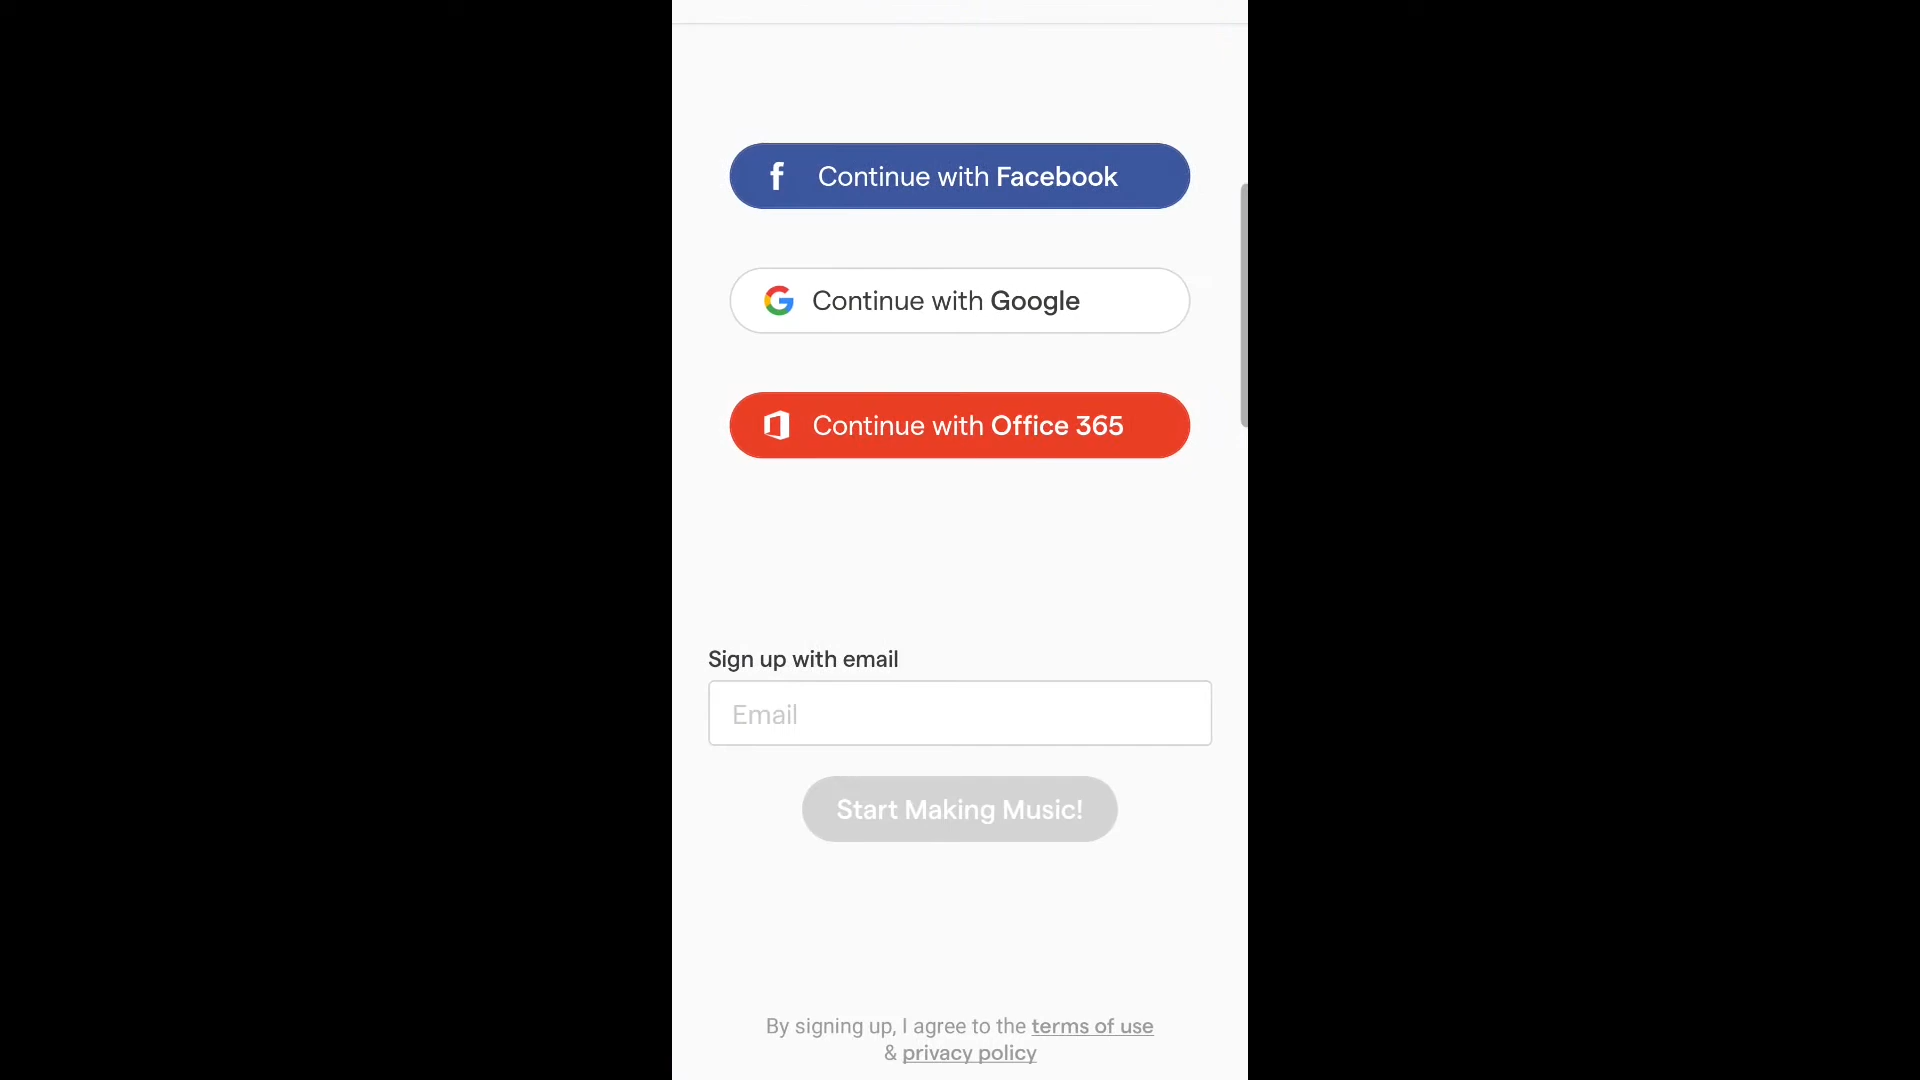 Continue with Facebook
Continue with Google
Continue with Office 365
Sign up with email
Email
Start Making Music!
By signing up, I agree to the terms of use
& privacy policy